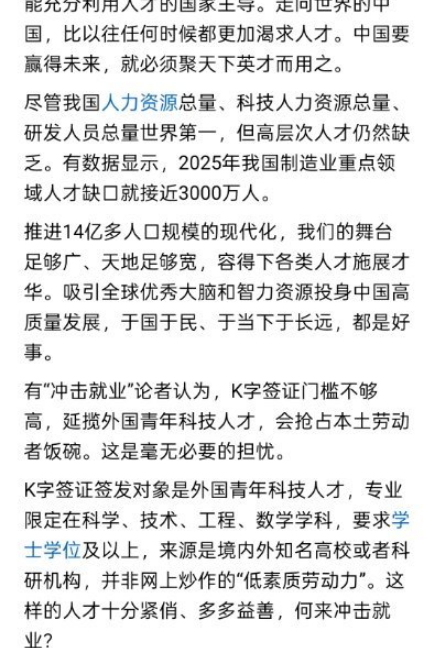 能充分利用人才的国家主导。走向世界的中
国，比以往任何时候都更加渴求人才。中国要
赢得未来，就必须聚天下英才而用之。
尽管我国人力资源总量、科技人力资源总量、
研发人员总量世界第一，但高层次人才仍然缺
乏。有数据显示，2025年我国制造业重点领
域人才缺口就接近3000万人。
推进14亿多人口规模的现代化，我们的舞台
足够广、天地足够宽，容得下各类人才施展才
华。吸引全球优秀大脑和智力资源投身中国高
质量发展，于国于民、于当下于长远，都是好
事。
有“冲击就业”论者认为，K字签证门槛不够
高，延揽外国青年科技人才，会抢占本土劳动
者饭碗。这是毫无必要的担忧。
K字签证签发对象是外国青年科技人才，专业
限定在科学、技术、工程、数学学科，要求学
士学位及以上，来源是境内外知名高校或者科
研机构，并非网上炒作的“低素质劳动力”。这
样的人才十分紧俏、多多益善，何来冲击就
业？